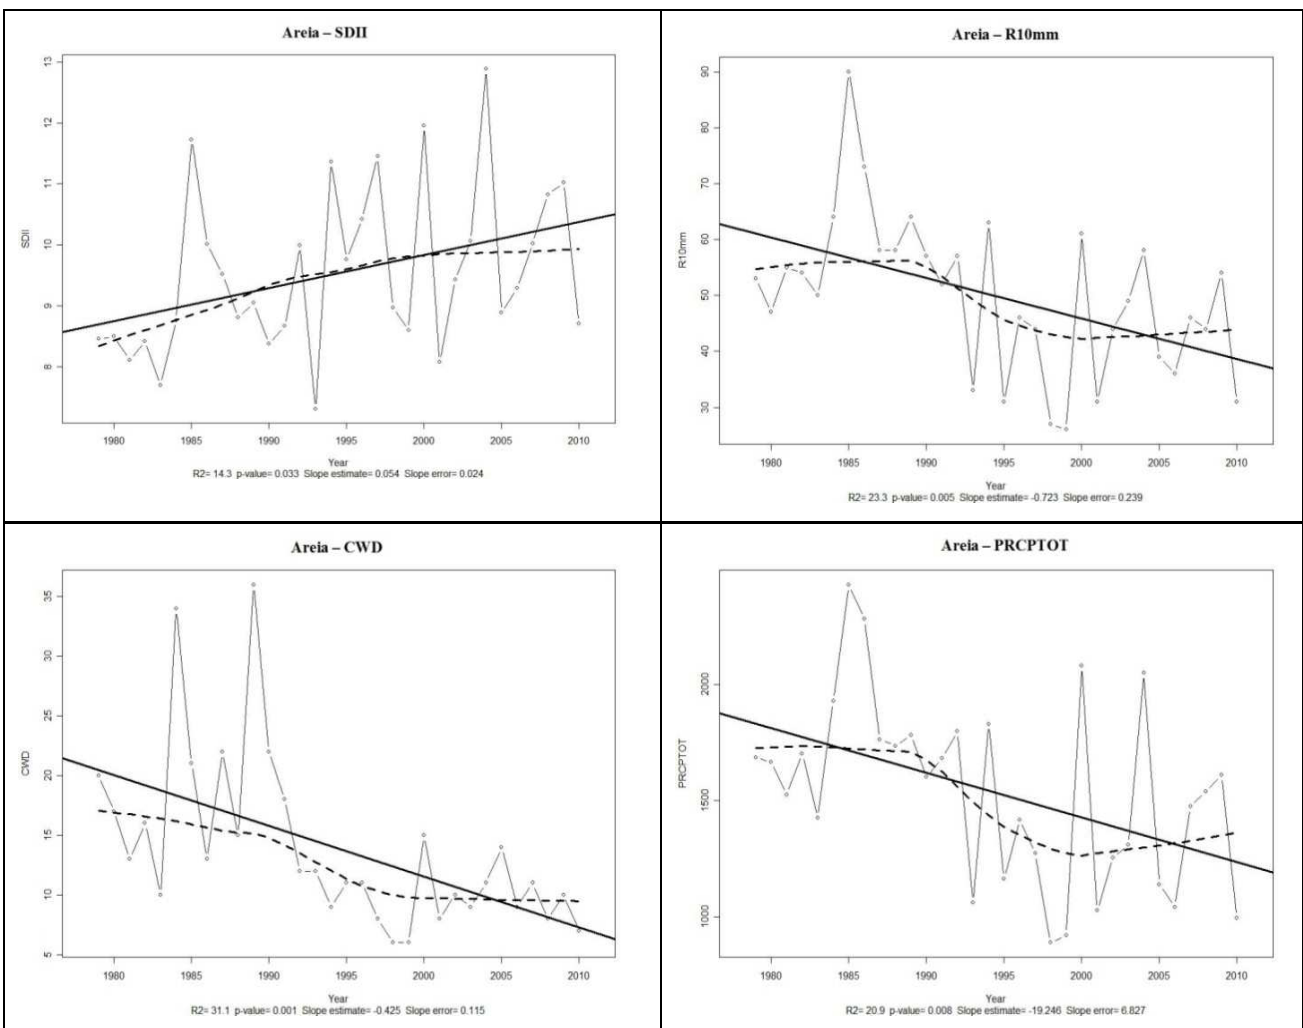 Areia – SDII
13
12
11
10
9
8
SDII
1980 1985 1990 1995 2000 2005 2010
Year
R2= 14.3 p-value= 0.033 Slope estimate= 0.054 Slope error= 0.024
Areia – R10mm
90
80
70
60
50
40
30
R10mm
1980 1985 1990 1995 2000 2005 2010
Year
R2= 23.3 p-value= 0.005 Slope estimate= -0.723 Slope error= 0.239
Areia – CWD
35
30
25
20
15
10
5
CWD
1980 1985 1990 1995 2000 2005 2010
Year
R2= 31.1 p-value= 0.001 Slope estimate= -0.425 Slope error= 0.115
Areia – PRCPTOT
2000
1500
1000
PRCPTOT
1980 1985 1990 1995 2000 2005 2010
Year
R2= 20.9 p-value= 0.008 Slope estimate= -19.246 Slope error= 6.827